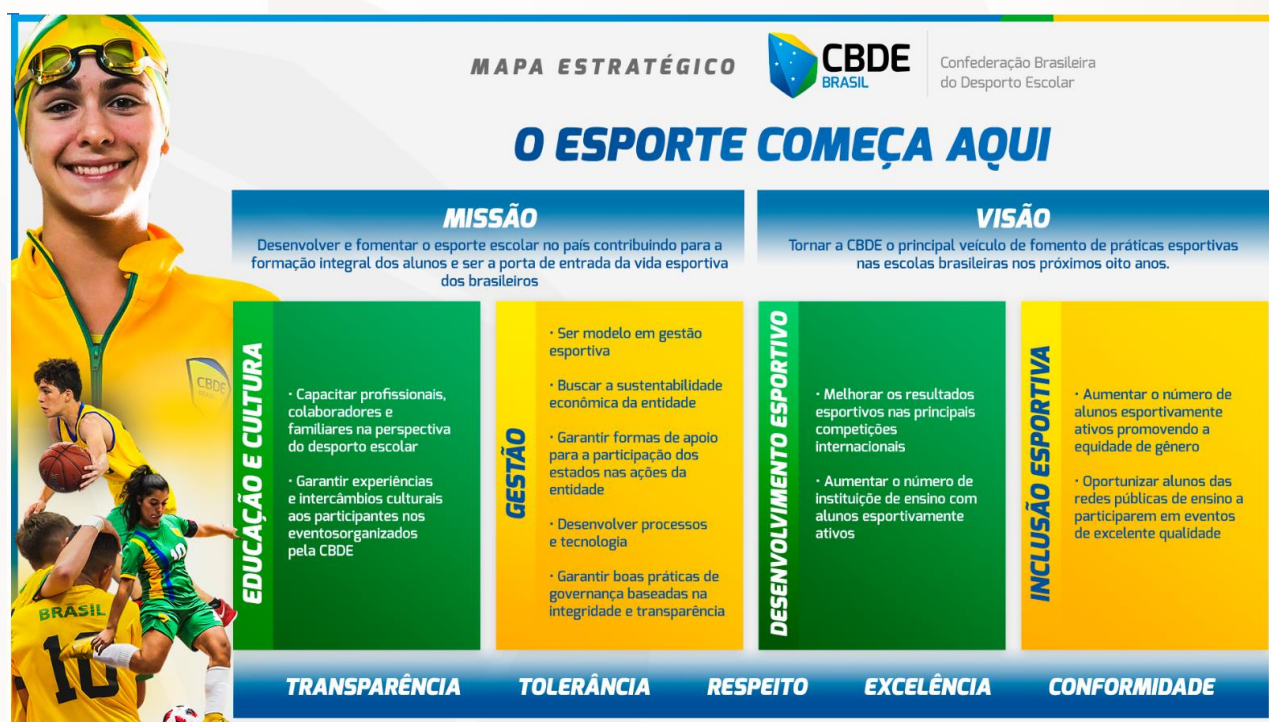 MAPA ESTRATÉGICO
CBDE
BRASIL
Confederação Brasileira
do Desporto Escolar
O ESPORTE COMEÇA AQUI
MISSÃO
Desenvolver e fomentar o esporte escolar no país contribuindo para a
formação integral dos alunos e ser a porta de entrada da vida esportiva
dos brasileiros
VISÃO
Tornar a CBDE o principal veículo de fomento de práticas esportivas
nas escolas brasileiras nos próximos oito anos.
EDUCAÇÃO E CULTURA
· Capacitar profissionais,
colaboradores e
familiares na perspectiva
do desporto escolar
· Garantir experiências
e intercâmbios culturais
aos participantes nos
eventosorganizados
pela CBDE
GESTÃO
· Ser modelo em gestão
esportiva
· Buscar a sustentabilidade
econômica da entidade
· Garantir formas de apoio
para a participação dos
estados nas ações da
entidade
· Desenvolver processos
e tecnologia
· Garantir boas práticas de
governança baseadas na
integridade e transparência
DESENVOLVIMENTO ESPORTIVO
· Melhorar os resultados
esportivos nas principais
competições
internacionais
· Aumentar o número de
instituiçõe de ensino com
alunos esportivamente
ativos
INCLUSÃO ESPORTIVA
· Aumentar o número de
alunos esportivamente
ativos promovendo a
equidade de gênero
· Oportunizar alunos das
redes públicas de ensino a
participarem em eventos
de excelente qualidade
CBDE
BRASIL
10
BRASIL
10
TRANSPARÊNCIA
TOLERÂNCIA
RESPEITO
EXCELÊNCIA
CONFORMIDADE